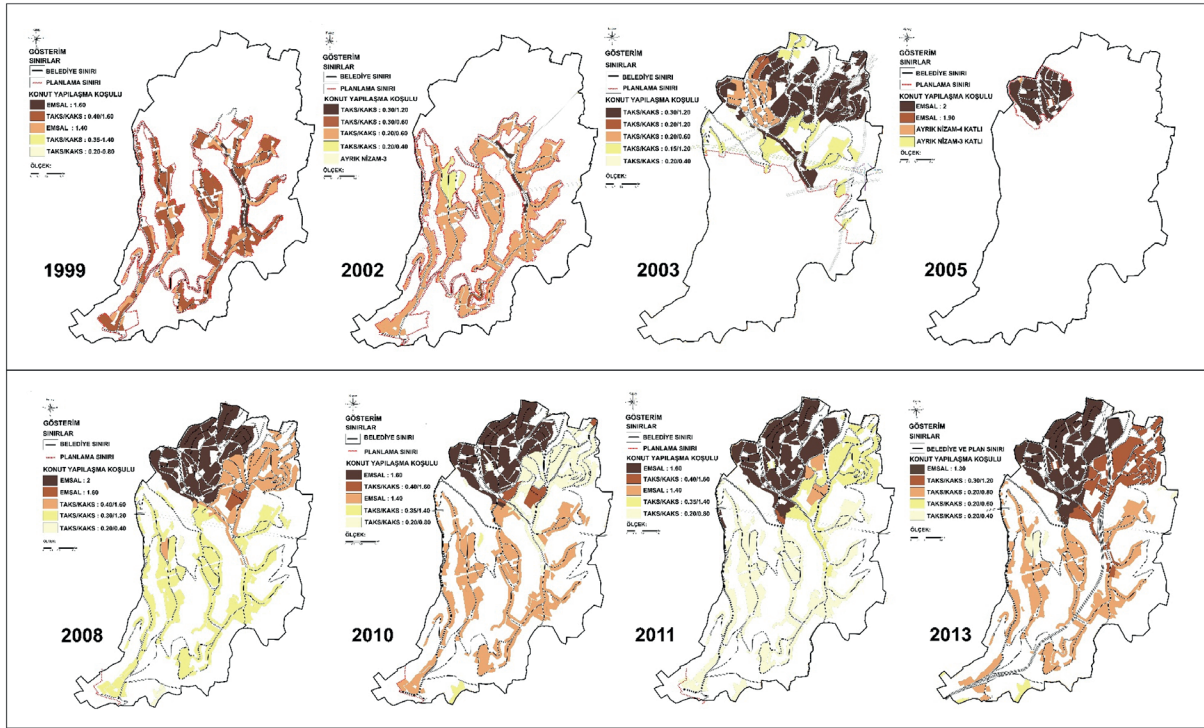 GÖSTERİM
SINIRLAR
BELEDİYE SINIRI
PLANLAMA SINIRI
KONUT YAPILAŞMA KOŞULU
EMSAL : 1.60
TAKS/KAKS : 0.40/1.60
EMSAL : 1.40
TAKS/KAKS : 0.35-1.40
TAKS/KAKS : 0.20-0.80
ÖLÇEK:
1999
GÖSTERİM
SINIRLAR
BELEDİYE SINIRI
PLANLAMA SINIRI
KONUT YAPILAŞMA KOŞULU
TAKS/KAKS : 0.30/1.20
TAKS/KAKS : 0.30/0.60
TAKS/KAKS : 0.20/0.60
TAKS/KAKS : 0.20/0.40
AYRIK NİZAM-3
ÖLÇEK:
2002
GÖSTERİM
SINIRLAR
BELEDİYE SINIRI
PLANLAMA SINIRI
KONUT YAPILAŞMA KOŞULU
TAKS/KAKS : 0.30/1.20
TAKS/KAKS : 0.20/1.20
TAKS/KAKS : 0.20/0.60
TAKS/KAKS : 0.15/1.20
TAKS/KAKS : 0.20/0.40
ÖLÇEK:
2003
GÖSTERİM
SINIRLAR
BELEDİYE SINIRI
PLANLAMA SINIRI
KONUT YAPILAŞMA KOŞULU
EMSAL : 2
EMSAL : 1.90
AYRIK NİZAM-4 KATLI
AYRIK NİZAM-3 KATLI
ÖLÇEK:
2005
GÖSTERİM
SINIRLAR
BELEDİYE SINIRI
PLANLAMA SINIRI
KONUT YAPILAŞMA KOŞULU
EMSAL : 2
EMSAL : 1.60
TAKS/KAKS : 0.40/1.60
TAKS/KAKS : 0.20/1.20
TAKS/KAKS : 0.20/0.40
2008
GÖSTERİM
SINIRLAR
BELEDİYE SINIRI
PLANLAMA SINIRI
KONUT YAPILAŞMA KOŞULU
EMSAL : 1.60
TAKS/KAKS : 0.40/1.60
EMSAL : 1.40
TAKS/KAKS : 0.35/1.40
TAKS/KAKS : 0.20/0.80
ÖLÇEK:
2010
GÖSTERİM
SINIRLAR
BELEDİYE SINIRI
PLANLAMA SINIRI
KONUT YAPILAŞMA KOŞULU
EMSAL : 1.60
TAKS/KAKS : 0.40/1.60
EMSAL : 1.40
TAKS/KAKS : 0.35/1.40
TAKS/KAKS : 0.20/0.80
ÖLÇEK:
2011
GÖSTERİM
SINIRLAR
BELEDİYE VE PLAN SINIRI
KONUT YAPILAŞMA KOŞULU
EMSAL : 1.30
TAKS/KAKS : 0.30/1.20
TAKS/KAKS : 0.20/0.80
TAKS/KAKS : 0.20/0.60
TAKS/KAKS : 0.20/0.40
ÖLÇEK:
2013